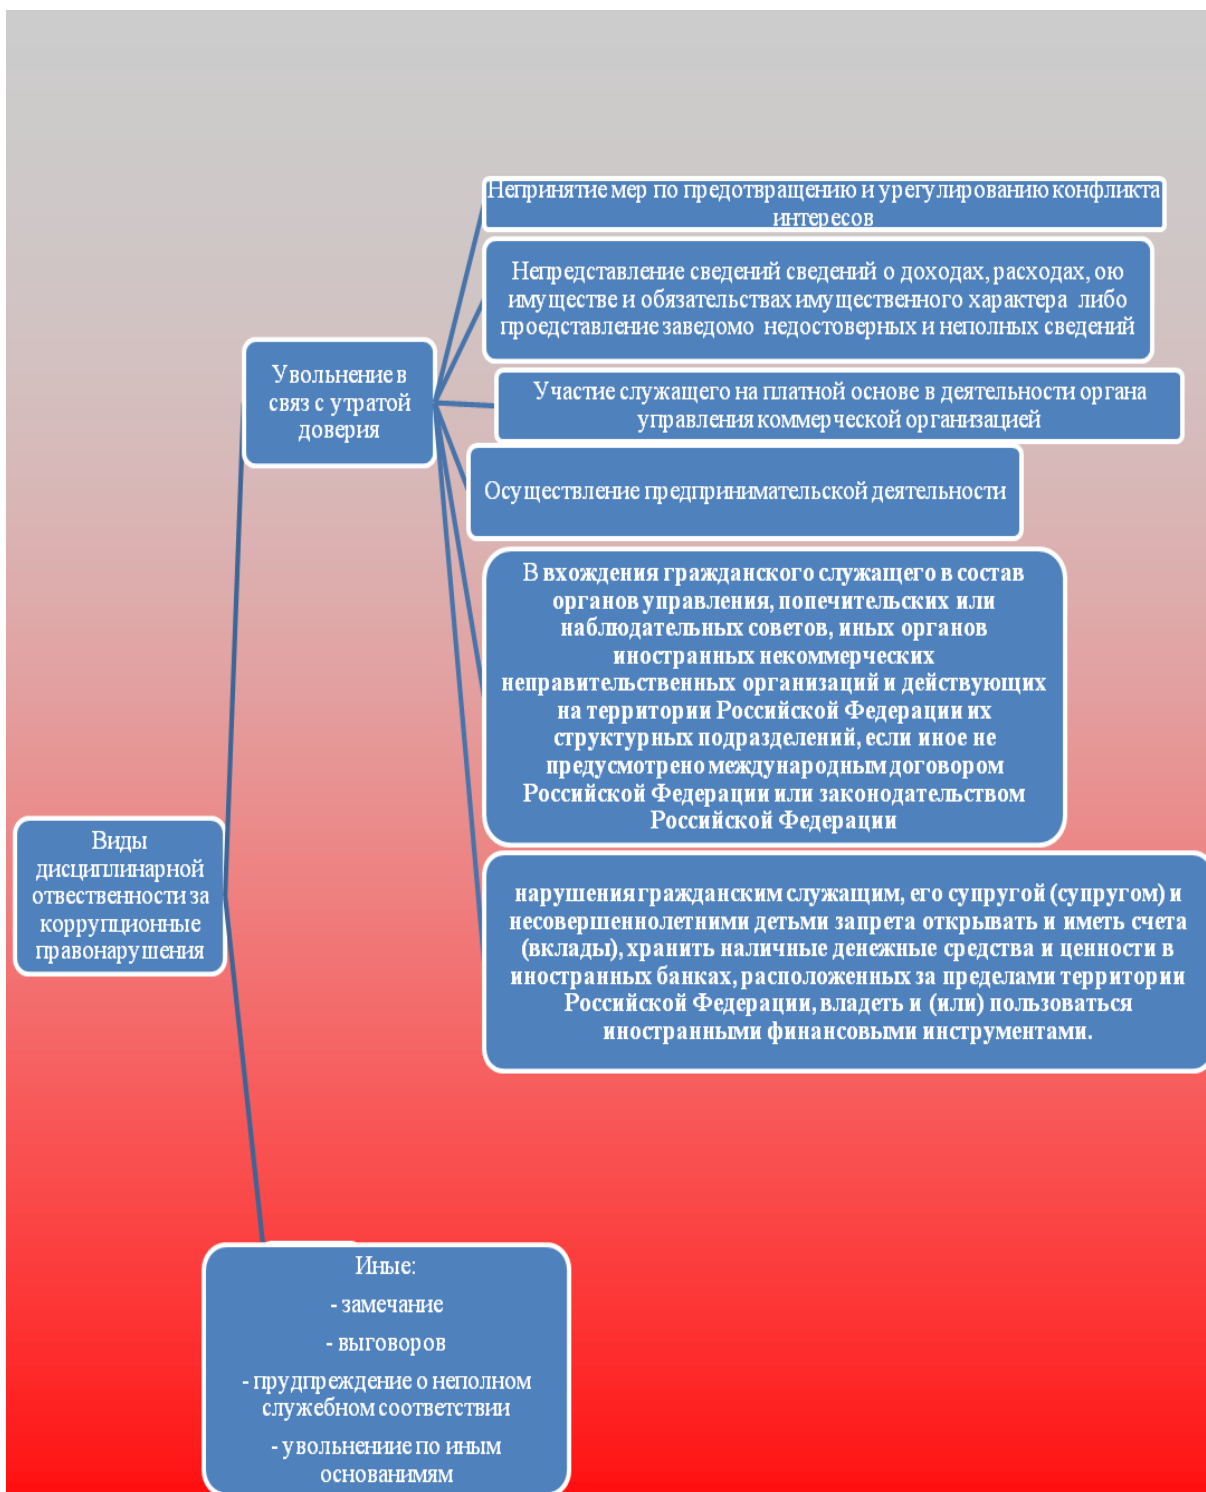 Непринятие мер по предотвращению и урегулированию конфликта
интересов
Непредставление сведений сведений о доходах, расходах, ою
имуществе и обязательствах имущественного характера либо
проедставление заведомо недостоверных и неполных сведений
Увольнение в
связ с утратой
доверия
Участие служащего на платной основе в деятельности органа
управления коммерческой организацией
Осуществление предпринимательской деятельности
В вхождения гражданского служащего в состав
органов управления, попечительских или
наблюдательных советов, иных органов
иностранных некоммерческих
неправительственных организаций и действующих
на территории Российской Федерации их
структурных подразделений, если иное не
предусмотрено международным договором
Российской Федерации или законодательством
Российской Федерации
Виды
дисциплинарной
отвественности за
коррупционные
правонарушения
нарушения гражданским служащим, его супругой (супругом) и
несовершеннолетними детьми запрета открывать и иметь счета
(вклады), хранить наличные денежные средства и ценности в
иностранных банках, расположенных за пределами территории
Российской Федерации, владеть и (или) пользоваться
иностранными финансовыми инструментами.
Иные:
- замечание
- выговоров
- прудпреждение о неполном
служебном соответствии
- увольнениие по иным
основанимям